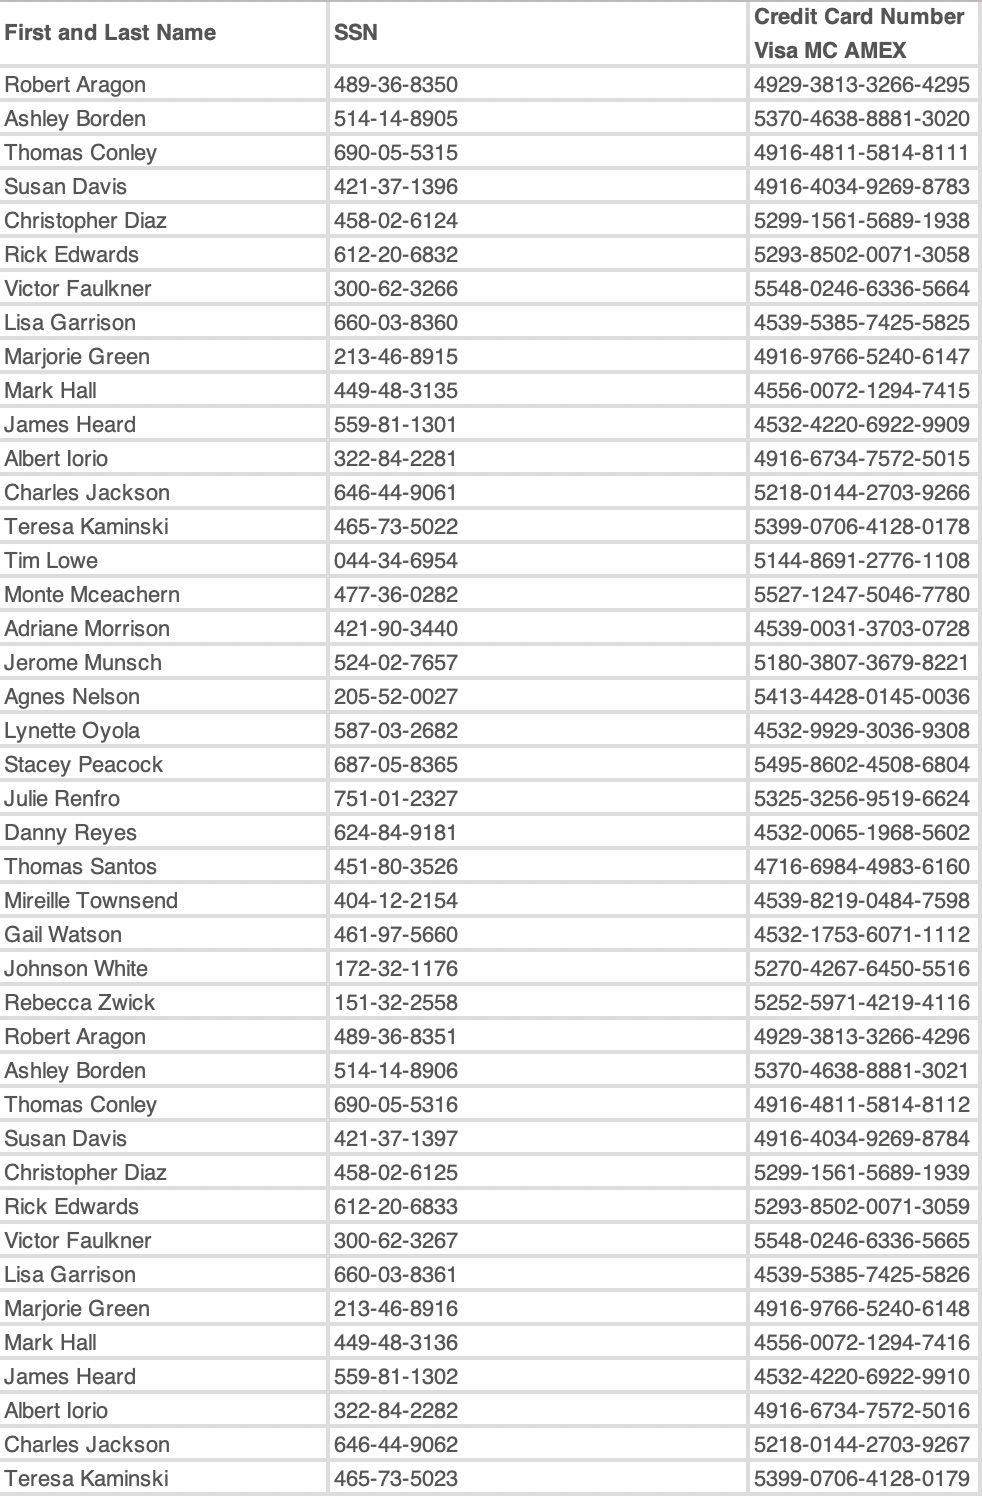 First and Last Name SSN Credit Card Number
Visa MC AMEX
Robert Aragon 489-36-8350 4929-3813-3266-4295
Ashley Borden 514-14-8905 5370-4638-8881-3020
Thomas Conley 690-05-5315 4916-4811-5814-8111
Susan Davis 421-37-1396 4916-4034-9269-8783
Christopher Diaz 458-02-6124 5299-1561-5689-1938
Rick Edwards 612-20-6832 5293-8502-0071-3058
Victor Faulkner 300-62-3266 5548-0246-6336-5664
Lisa Garrison 660-03-8360 4539-5385-7425-5825
Marjorie Green 213-46-8915 4916-9766-5240-6147
Mark Hall 449-48-3135 4556-0072-1294-7415
James Heard 559-81-1301 4532-4220-6922-9909
Albert Iorio 322-84-2281 4916-6734-7572-5015
Charles Jackson 646-44-9061 5218-0144-2703-9266
Teresa Kaminski 465-73-5022 5399-0706-4128-0178
Tim Lowe 044-34-6954 5144-8691-2776-1108
Monte Mceachern 477-36-0282 5527-1247-5046-7780
Adriane Morrison 421-90-3440 4539-0031-3703-0728
Jerome Munsch 524-02-7657 5180-3807-3679-8221
Agnes Nelson 205-52-0027 5413-4428-0145-0036
Lynette Oyola 587-03-2682 4532-9929-3036-9308
Stacey Peacock 687-05-8365 5495-8602-4508-6804
Julie Renfro 751-01-2327 5325-3256-9519-6624
Danny Reyes 624-84-9181 4532-0065-1968-5602
Thomas Santos 451-80-3526 4716-6984-4983-6160
Mireille Townsend 404-12-2154 4539-8219-0484-7598
Gail Watson 461-97-5660 4532-1753-6071-1112
Johnson White 172-32-1176 5270-4267-6450-5516
Rebecca Zwick 151-32-2558 5252-5971-4219-4116
Robert Aragon 489-36-8351 4929-3813-3266-4296
Ashley Borden 514-14-8906 5370-4638-8881-3021
Thomas Conley 690-05-5316 4916-4811-5814-8112
Susan Davis 421-37-1397 4916-4034-9269-8784
Christopher Diaz 458-02-6125 5299-1561-5689-1939
Rick Edwards 612-20-6833 5293-8502-0071-3059
Victor Faulkner 300-62-3267 5548-0246-6336-5665
Lisa Garrison 660-03-8361 4539-5385-7425-5826
Marjorie Green 213-46-8916 4916-9766-5240-6148
Mark Hall 449-48-3136 4556-0072-1294-7416
James Heard 559-81-1302 4532-4220-6922-9910
Albert Iorio 322-84-2282 4916-6734-7572-5016
Charles Jackson 646-44-9062 5218-0144-2703-9267
Teresa Kaminski 465-73-5023 5399-0706-4128-0179